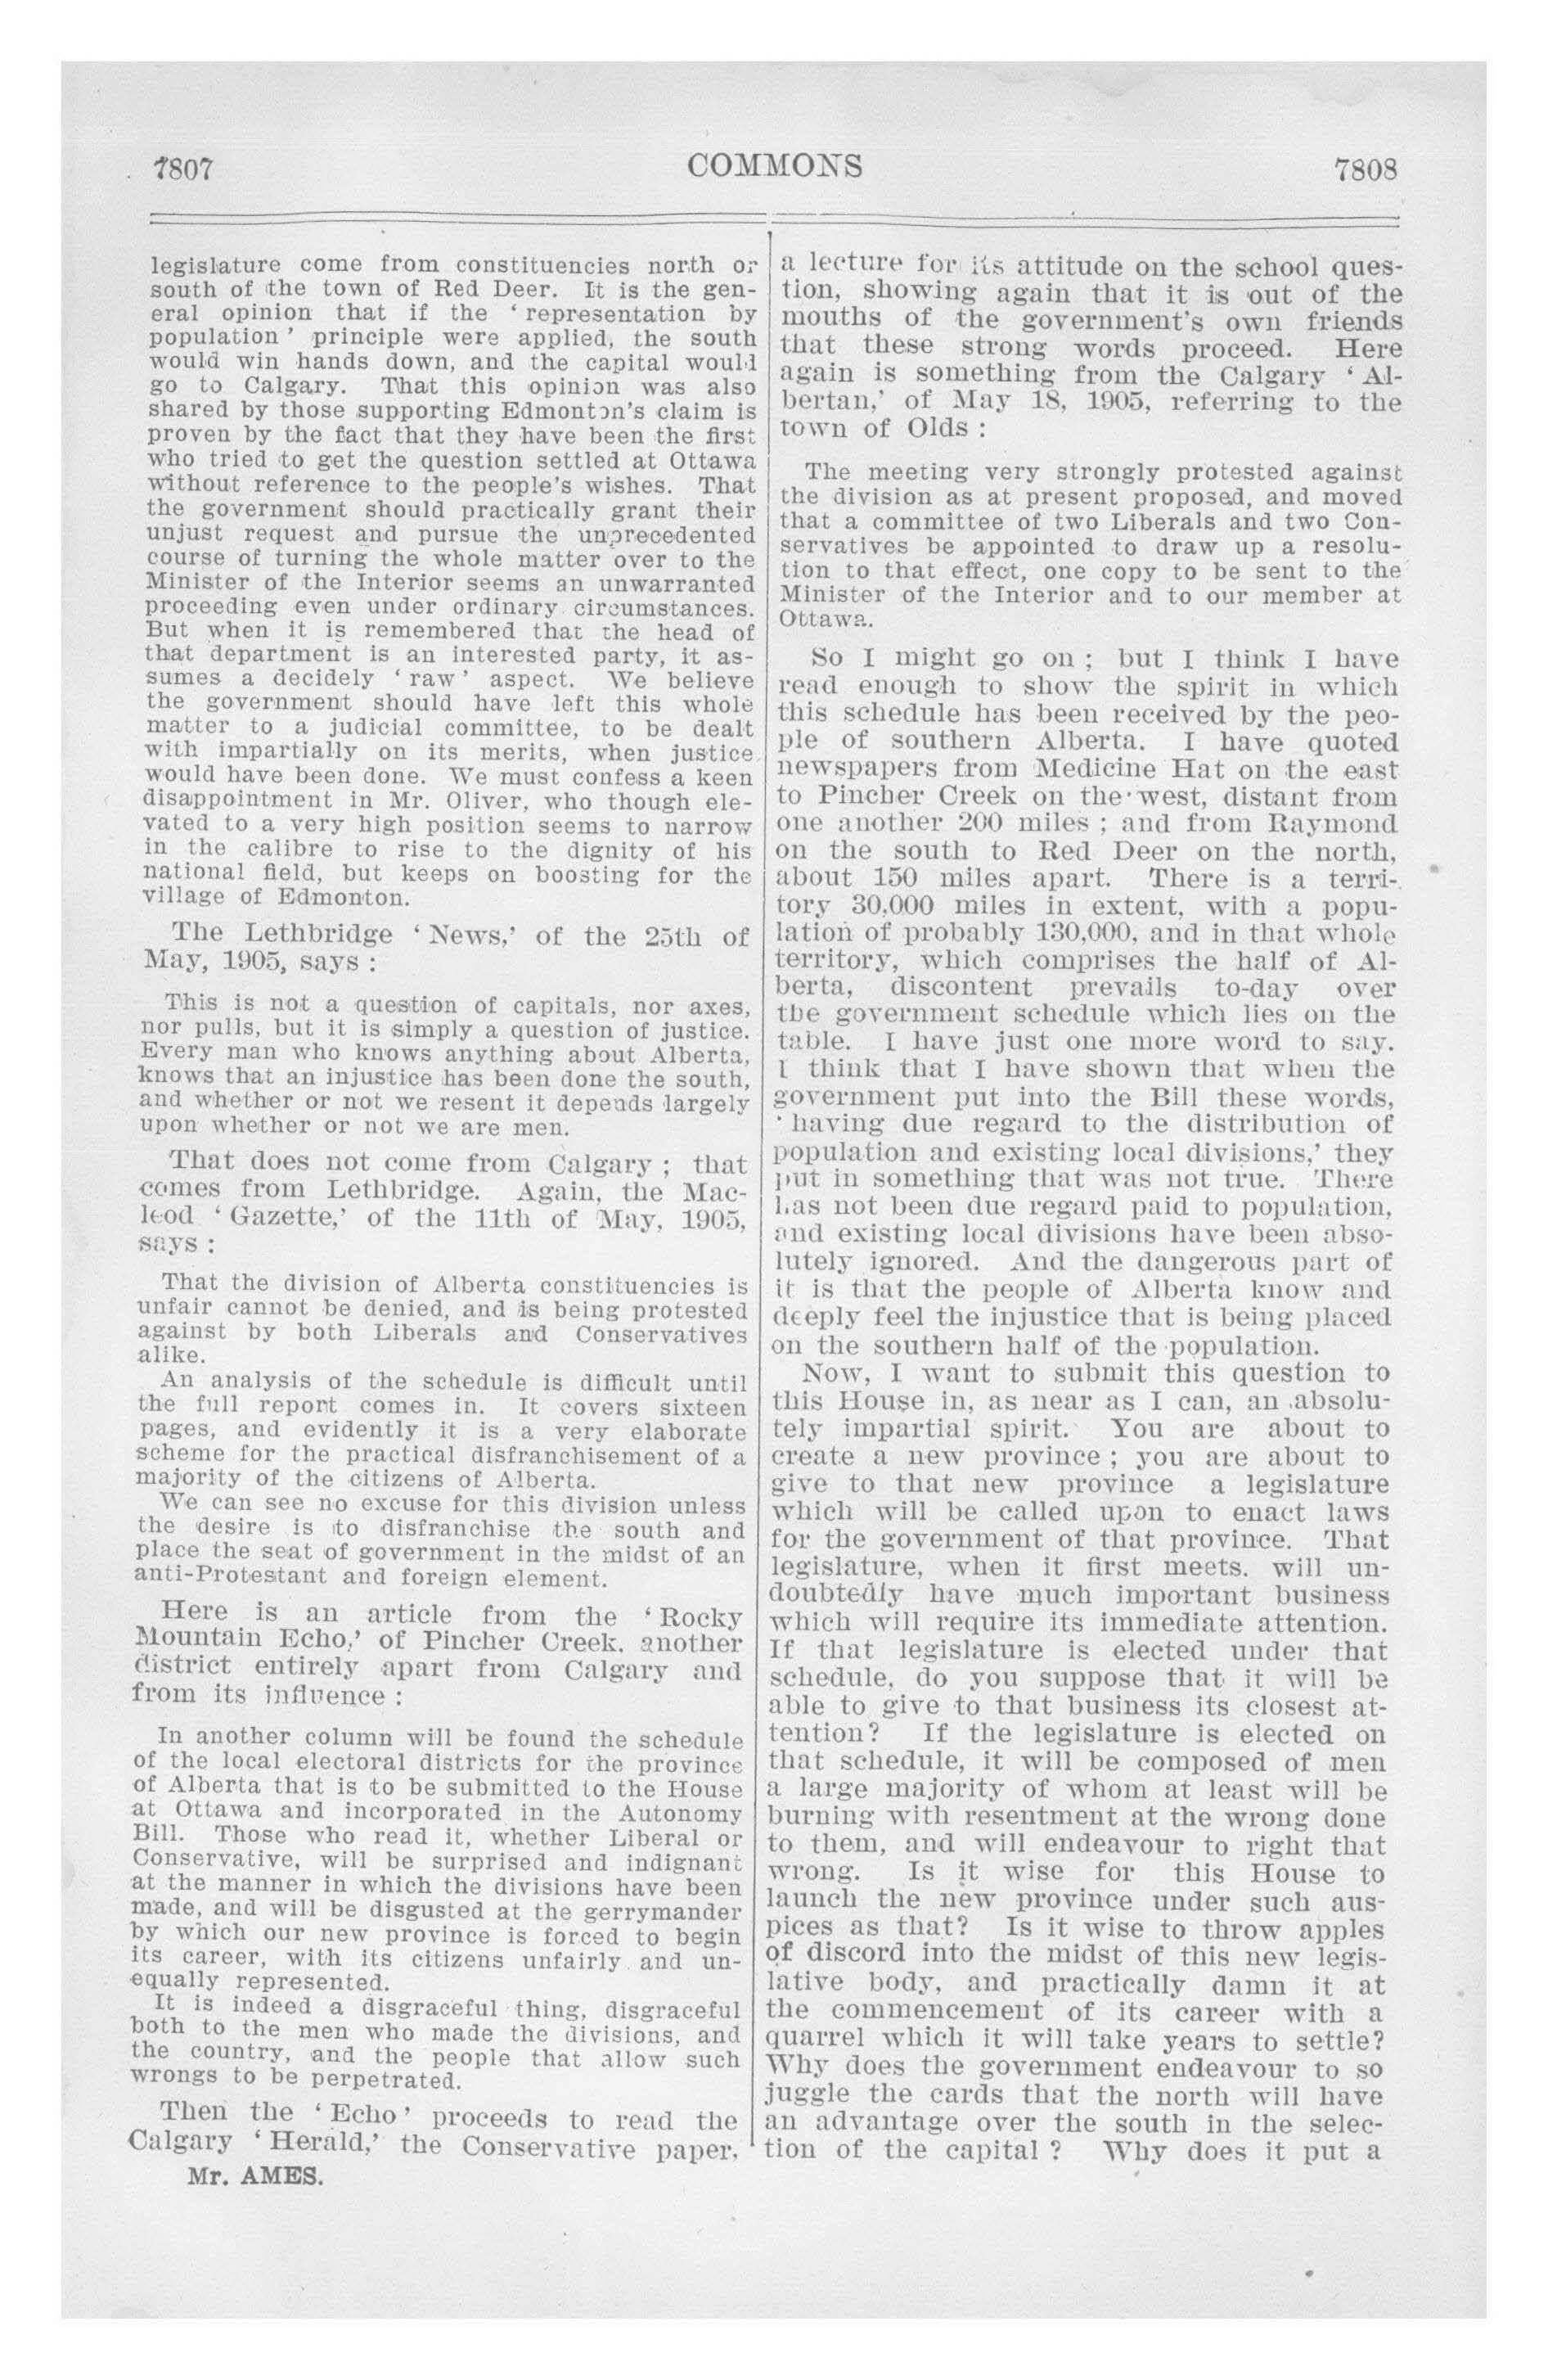 7807
COMMONS
7808
legislature come from constituencies north or
south of the town of Red Deer. It is the gen-
eral opinion that if the ‘ representation by
population ’ principle were applied, the south
would win hands down, and the capital would
go to Calgary. That this opinion was also
shared by those supporting Edmonton's claim is
proven by the fact that they have been the first
who tried to get the question settled at Ottawa
without reference to the people's wishes. That
the government should practically grant their
unjust request and pursue the unprecedented
course of turning the whole matter over to the
Minister of the Interior seems an unwarranted
proceeding even under ordinary circumstances.
But when it is remembered that the head of
that department is an interested party, it as-
sumes a decidely ‘ raw ’ aspect. We believe
the government should have left this whole
matter to a judicial committee, to be dealt
with impartially on its merits, when justice
would have been done. We must confess a keen
disappointment in Mr. Oliver, who though ele-
vated to a very high position seems to narrow
in the calibre to rise to the dignity of his
national field, but keeps on boosting for the
village of Edmonton.
The Lethbridge ‘ News,’ of the 25th of
May, 1905, says :
This is not a question of capitals, nor axes,
nor pulls, but it is simply a question of justice.
Every man who knows anything about Alberta,
knows that an injustice has been done the south,
and whether or not we resent it depends largely
upon whether or not we are men.
That does not come from Calgary ; that
comes from Lethbridge. Again, the Mac-
leod ‘ Gazette,’ of the 11th of May, 1905,
says :
That the division of Alberta constituencies is
unfair cannot be denied, and is being protested
against by both Liberals and Conservatives
alike.
An analysis of the schedule is difficult until
the full report comes in. It covers sixteen
pages, and evidently it is a very elaborate
scheme for the practical disfranchisement of a
majority of the citizens of Alberta.
We can see no excuse for this division unless
the desire is to disfranchise the south and
place the seat of government in the midst of an
anti-Protestant and foreign element.
Here is an article from the ‘ Rocky
Mountain Echo,’ of Pincher Creek, another
district entirely apart from Calgary and
from its influence :
In another column will be found the schedule
of the local electoral districts for the province
of Alberta that is to be submitted to the House
at Ottawa and incorporated in the Autonomy
Bill. Those who read it, whether Liberal or
Conservative, will be surprised and indignant
at the manner in which the divisions have been
made, and will be disgusted at the gerrymander
by which our new province is forced to begin
its career, with its citizens unfairly and un-
equally represented.
It is indeed a disgraceful thing, disgraceful
both to the men who made the divisions, and
the country, and the people that allow such
wrongs to be perpetrated.
Then the ‘ Echo ’ proceeds to read the
Calgary ‘ Herald,’ the Conservative paper,
Mr. AMES.
a lecture for its attitude on the school ques-
tion, showing again that it is out of the
mouths of the government's own friends
that these strong words proceed. Here
again is something from the Calgary ‘ Al-
bertan,’ of May 18, 1905, referring to the
town of Olds :
The meeting very strongly protested against
the division as at present proposed, and moved
that a committee of two Liberals and two Con-
servatives be appointed to draw up a resolu-
tion to that effect, one copy to be sent to the
Minister of the Interior and to our member at
Ottawa.
So I might go on ; but I think I have
read enough to show the spirit in which
this schedule has been received by the peo-
ple of southern Alberta. I have quoted
newspapers from Medicine Hat on the east
to Pincher Creek on the west, distant from
one another 200 miles ; and from Raymond
on the south to Red Deer on the north,
about 150 miles apart. There is a terri-
tory 30,000 miles in extent, with a popu-
lation of probably 130,000, and in that whole
territory, which comprises the half of Al-
berta, discontent prevails to-day over
the government schedule which lies on the
table. I have just one more word to say.
I think that I have shown that when the
government put into the Bill these words,
‘ having due regard to the distribution of
population and existing local divisions,’ they
put in something that was not true. There
has not been due regard paid to population,
and existing local divisions have been abso-
lutely ignored. And the dangerous part of
it is that the people of Alberta know and
deeply feel the injustice that is being placed
on the southern half of the population.
Now, I want to submit this question to
this House in, as near as I can, an absolu-
tely impartial spirit. You are about to
create a new province ; you are about to
give to that new province a legislature
which will be called upon to enact laws
for the government of that province. That
legislature, when it first meets. will un-
doubtedly have much important business
which will require its immediate attention.
If that legislature is elected under that
schedule, do you suppose that it will be
able to give to that business its closest at-
tention? If the legislature is elected on
that schedule, it will be composed of men
a large majority of whom at least will be
burning with resentment at the wrong done
to them, and will endeavour to right that
wrong. Is it wise for this House to
launch the new province under such aus-
pices as that? Is it wise to throw apples
of discord into the midst of this new legis-
lative body, and practically damn it at
the commencement of its career with a
quarrel which it will take years to settle?
Why does the government endeavour to so
juggle the cards that the north will have
an advantage over the south in the selec-
tion of the capital ? Why does it put a